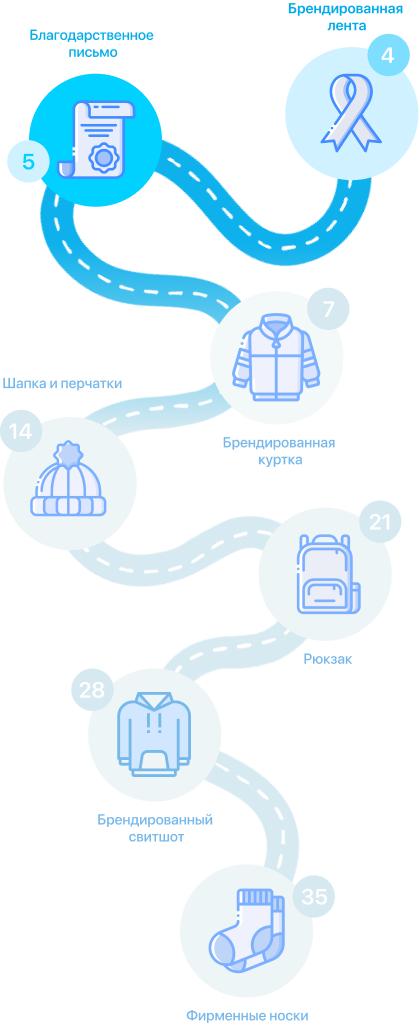 Брендированная
лента
4
Благодарственное
письмо
5
7
Брендированная
куртка
Шапка и перчатки
14
21
Рюкзак
28
Брендированный
свитшот
35
Фирменные носки